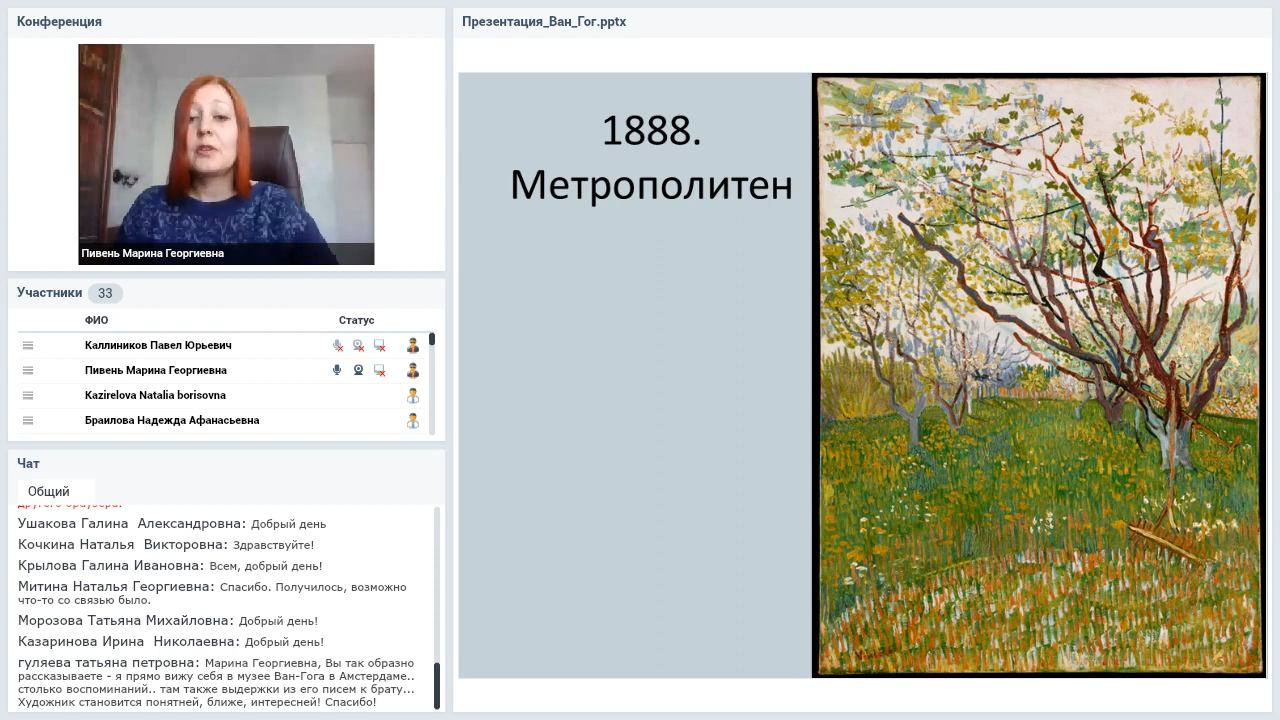 Конференция
Пивень Марина Георгиевна
Участники 33
ФИО Статус
Каллиников Павел Юрьевич
Пивень Марина Георгиевна
Kazirelova Natalia borisovna
Браилова Надежда Афанасьевна
Чат
Общий
другого браузера.
Ушакова Галина Александровна: Добрый день
Кочкина Наталья Викторовна: Здравствуйте!
Крылова Галина Ивановна: Всем, добрый день!
Митина Наталья Георгиевна: Спасибо. Получилось, возможно
что-то со связью было.
Морозова Татьяна Михайловна: Добрый день!
Казаринова Ирина Николаевна: Добрый день!
гуляева татьяна петровна: Марина Георгиевна, Вы так образно
рассказываете - я прямо вижу себя в музее Ван-Гога в Амстердаме..
столько воспоминаний.. там также выдержки из его писем к брату...
Художник становится понятней, ближе, интересней! Спасибо!
Презентация_Ван_Гог.pptx
1888.
Метрополитен